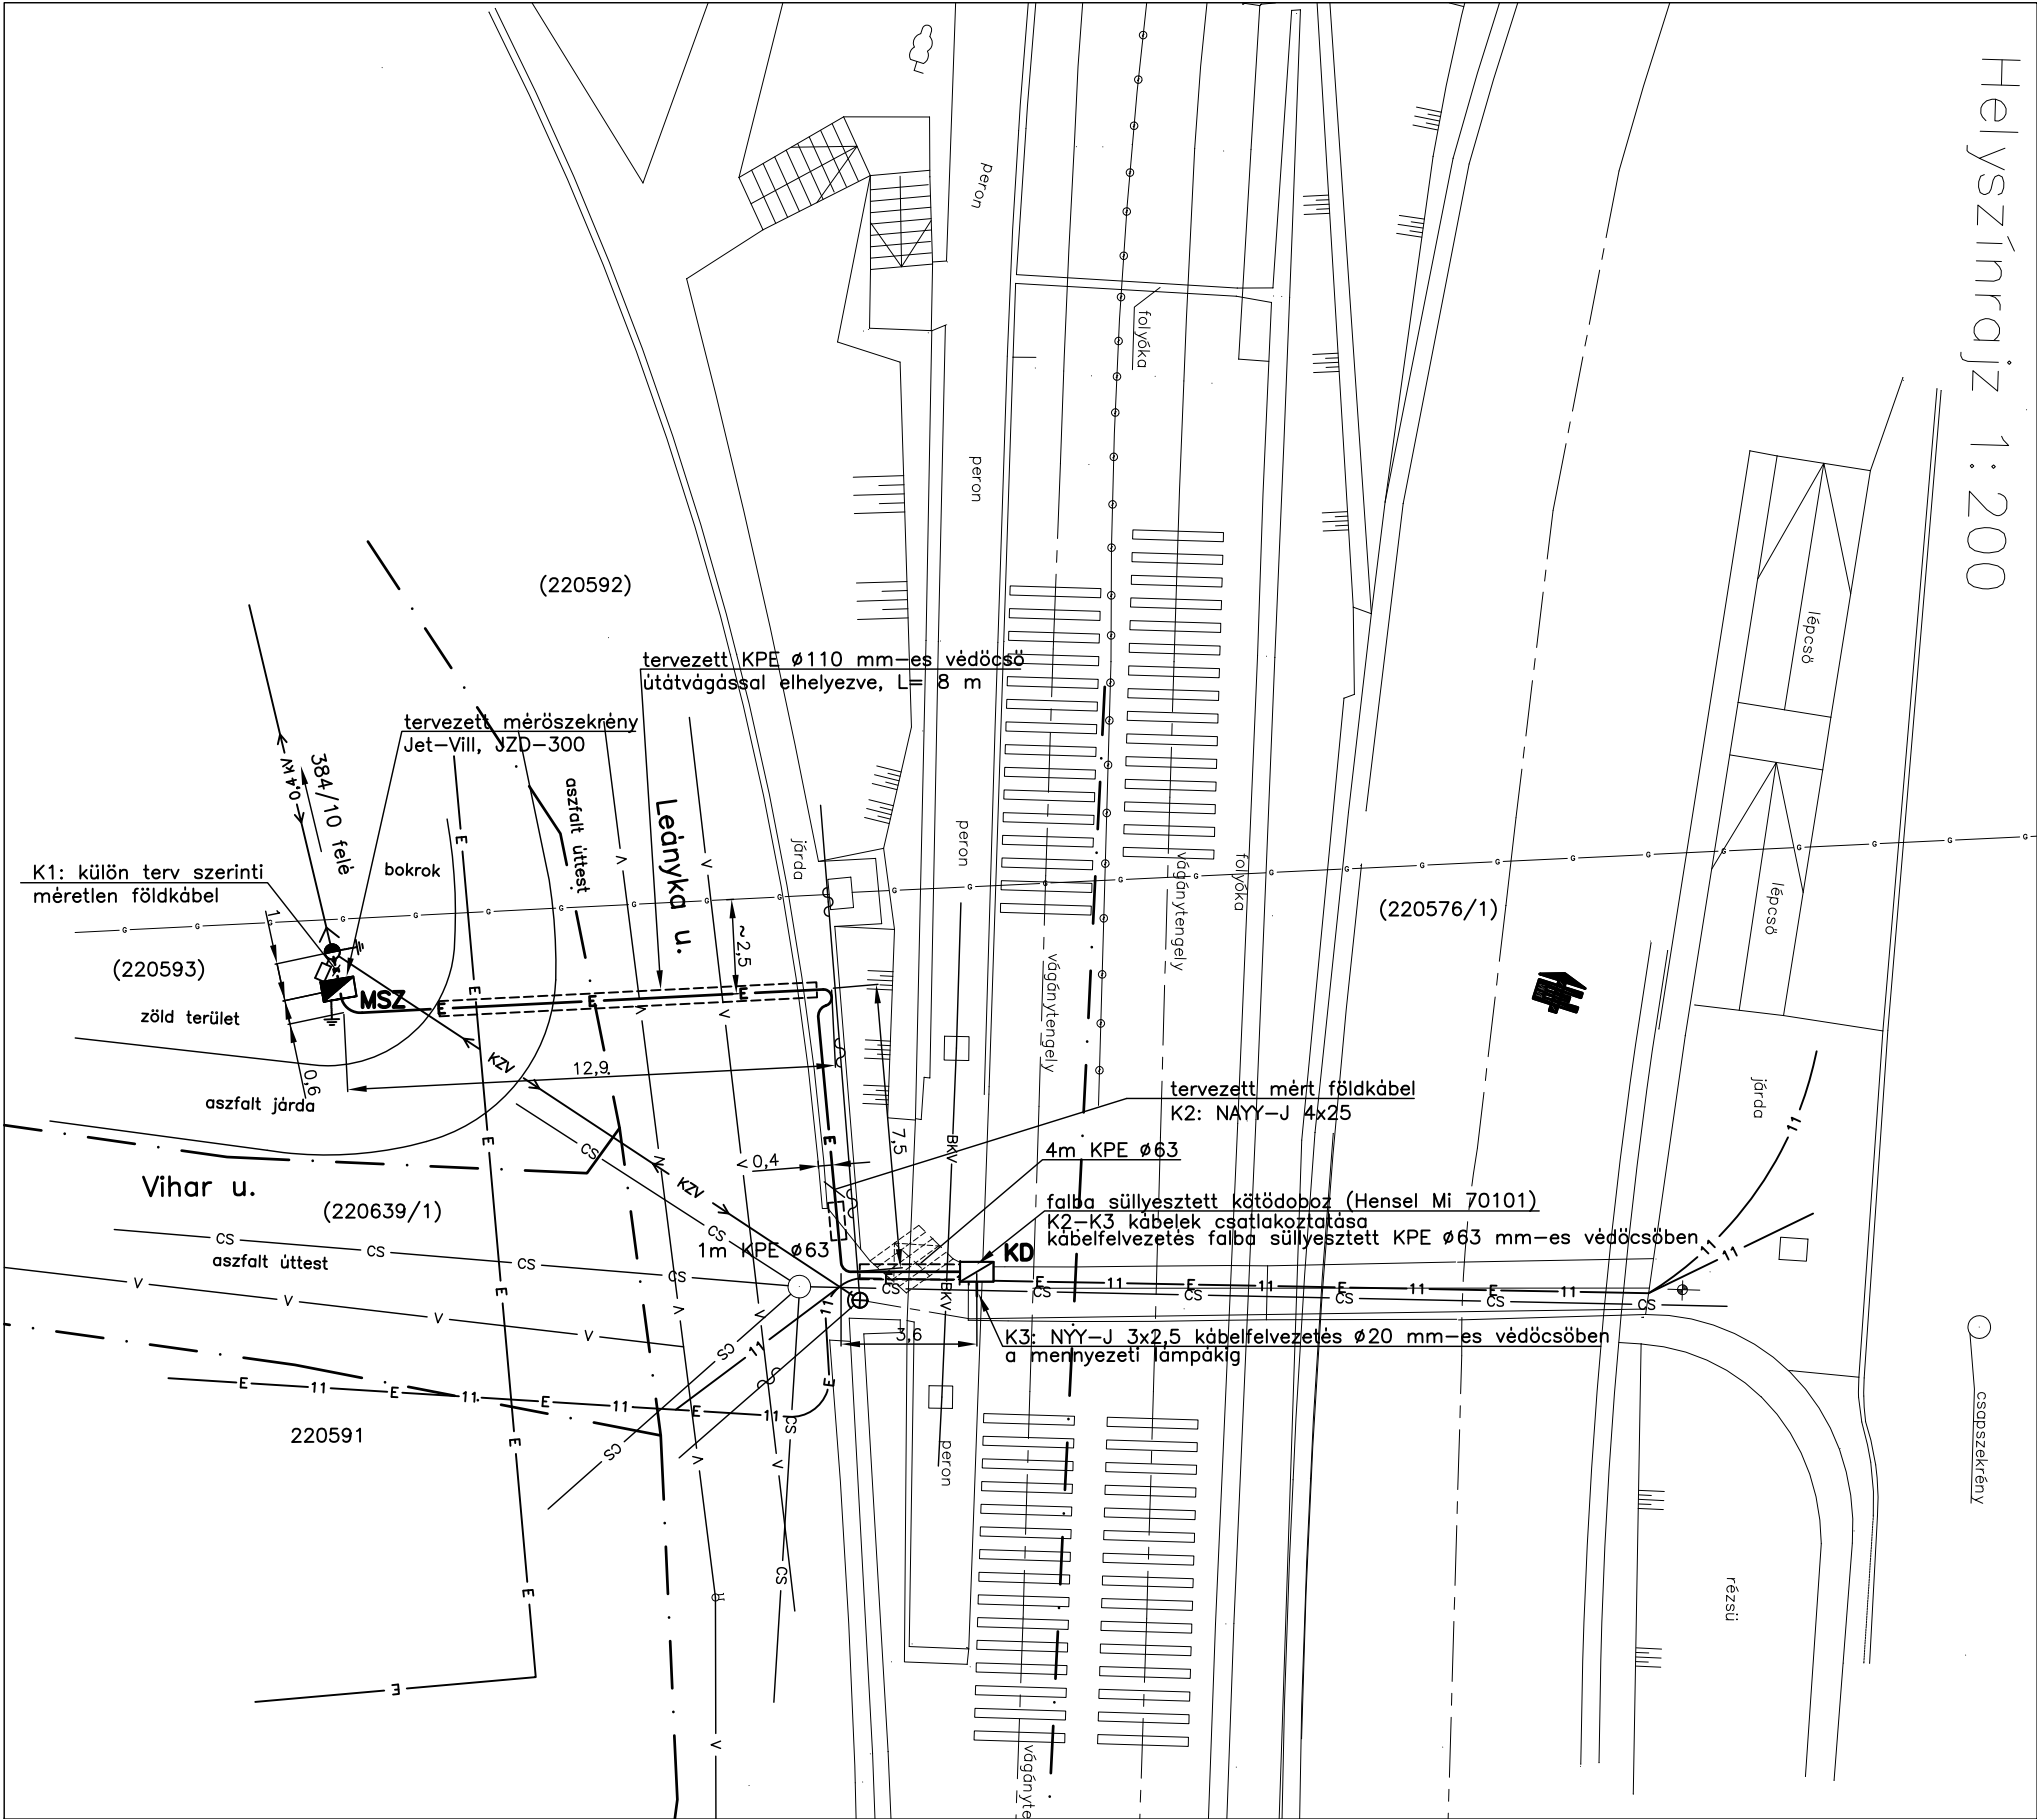 Helyszínrajz 1:200
peron
folyóka
peron
(220592)
tervezett KPE Ø110 mm-es védőcső
útátvágással elhelyezve, L= 8 m
lépcső
tervezett mérőszekrény
Jet-Vill, JZD-300
0,4 kV
384/10 felé
aszfalt úttest
Leányka u.
járda
peron
vágánytengely
folyóka
K1: külön terv szerinti
méretlen földkábel
bokrok
(220576/1)
lépcső
~2,5
1
(220593)
MSZ
zöld terület
vágánytengely
12,9
0,6
aszfalt járda
KZV
tervezett mért földkábel
K2: NAYY-J 4x25
járda
7,5
BKV
0,4
4m KPE Ø63
Vihar u.
KZV
(220639/1)
falba süllyesztett kötődoboz (Hensel Mi 70101)
K2-K3 kábelek csatlakoztatása
kábelfelvezetés falba süllyesztett KPE Ø63 mm-es védőcsőben
aszfalt úttest
1m KPE Ø63
KD
BKV
3,6
K3: NYY-J 3x2,5 kábelfelvezetés Ø20 mm-es védőcsőben
a mennyezeti lámpákig
220591
peron
csapszekrény
rézsü
vágányte